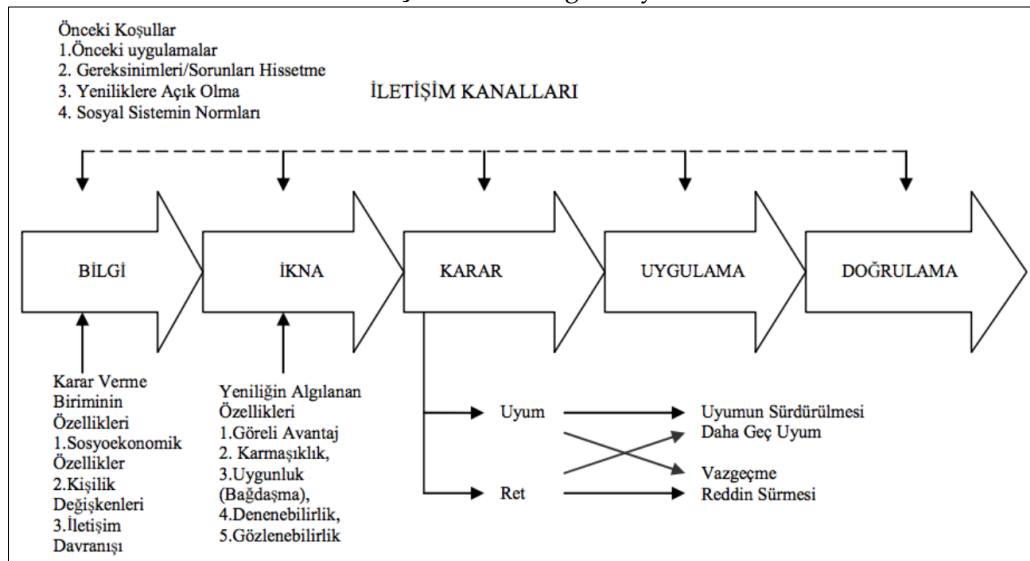 Önceki Koşullar
1.Önceki uygulamalar
2. Gereksinimleri/Sorunları Hissetme
3. Yeniliklere Açık Olma
4. Sosyal Sistemin Normları
İLETİŞİM KANALLARI
BİLGİ
İKNA
KARAR
UYGULAMA
DOĞRULAMA
Karar Verme
Biriminin
Özellikleri
1.Sosyoekonomik
Özellikler
2.Kişilik
Değişkenleri
3.İletişim
Davranışı
Yeniliğin Algılanan
Özellikleri
1.Göreli Avantaj
2. Karmaşıklık,
3.Uygunluk
(Bağdaşma),
4.Denenebilirlik,
5.Gözlenebilirlik
Uyum
Ret
Uyumun Sürdürülmesi
Daha Geç Uyum
Vazgeçme
Reddin Sürmesi